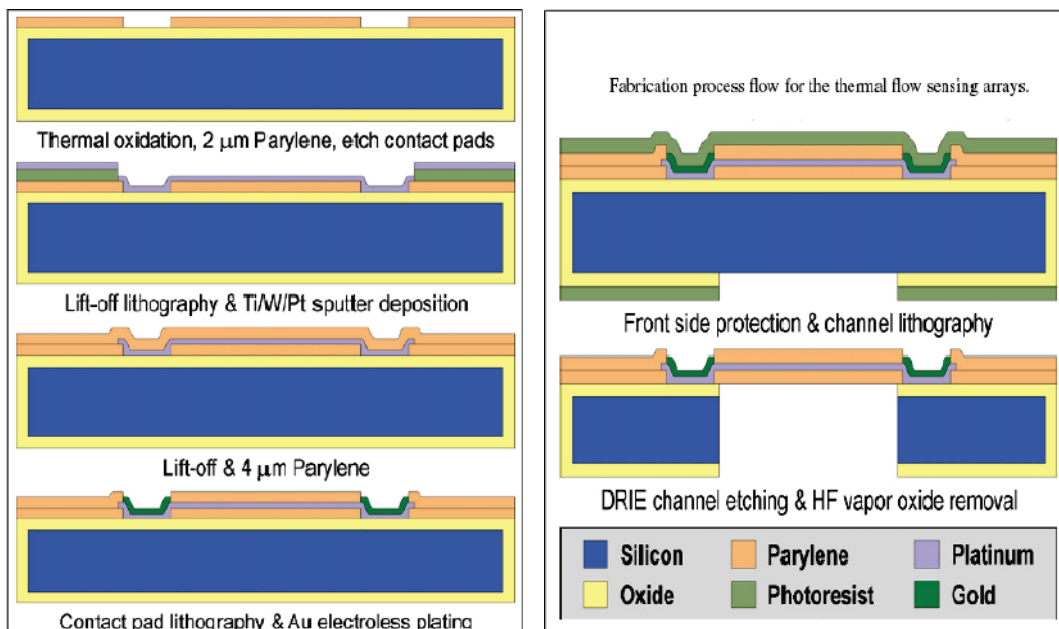 Thermal oxidation, 2 μm Parylene, etch contact pads
Lift-off lithography & Ti/W/Pt sputter deposition
Lift-off & 4 μm Parylene
Contact pad lithography & Au electroless plating
Fabrication process flow for the thermal flow sensing arrays.
Front side protection & channel lithography
DRIE channel etching & HF vapor oxide removal
Silicon Parylene Platinum
Oxide Photoresist Gold